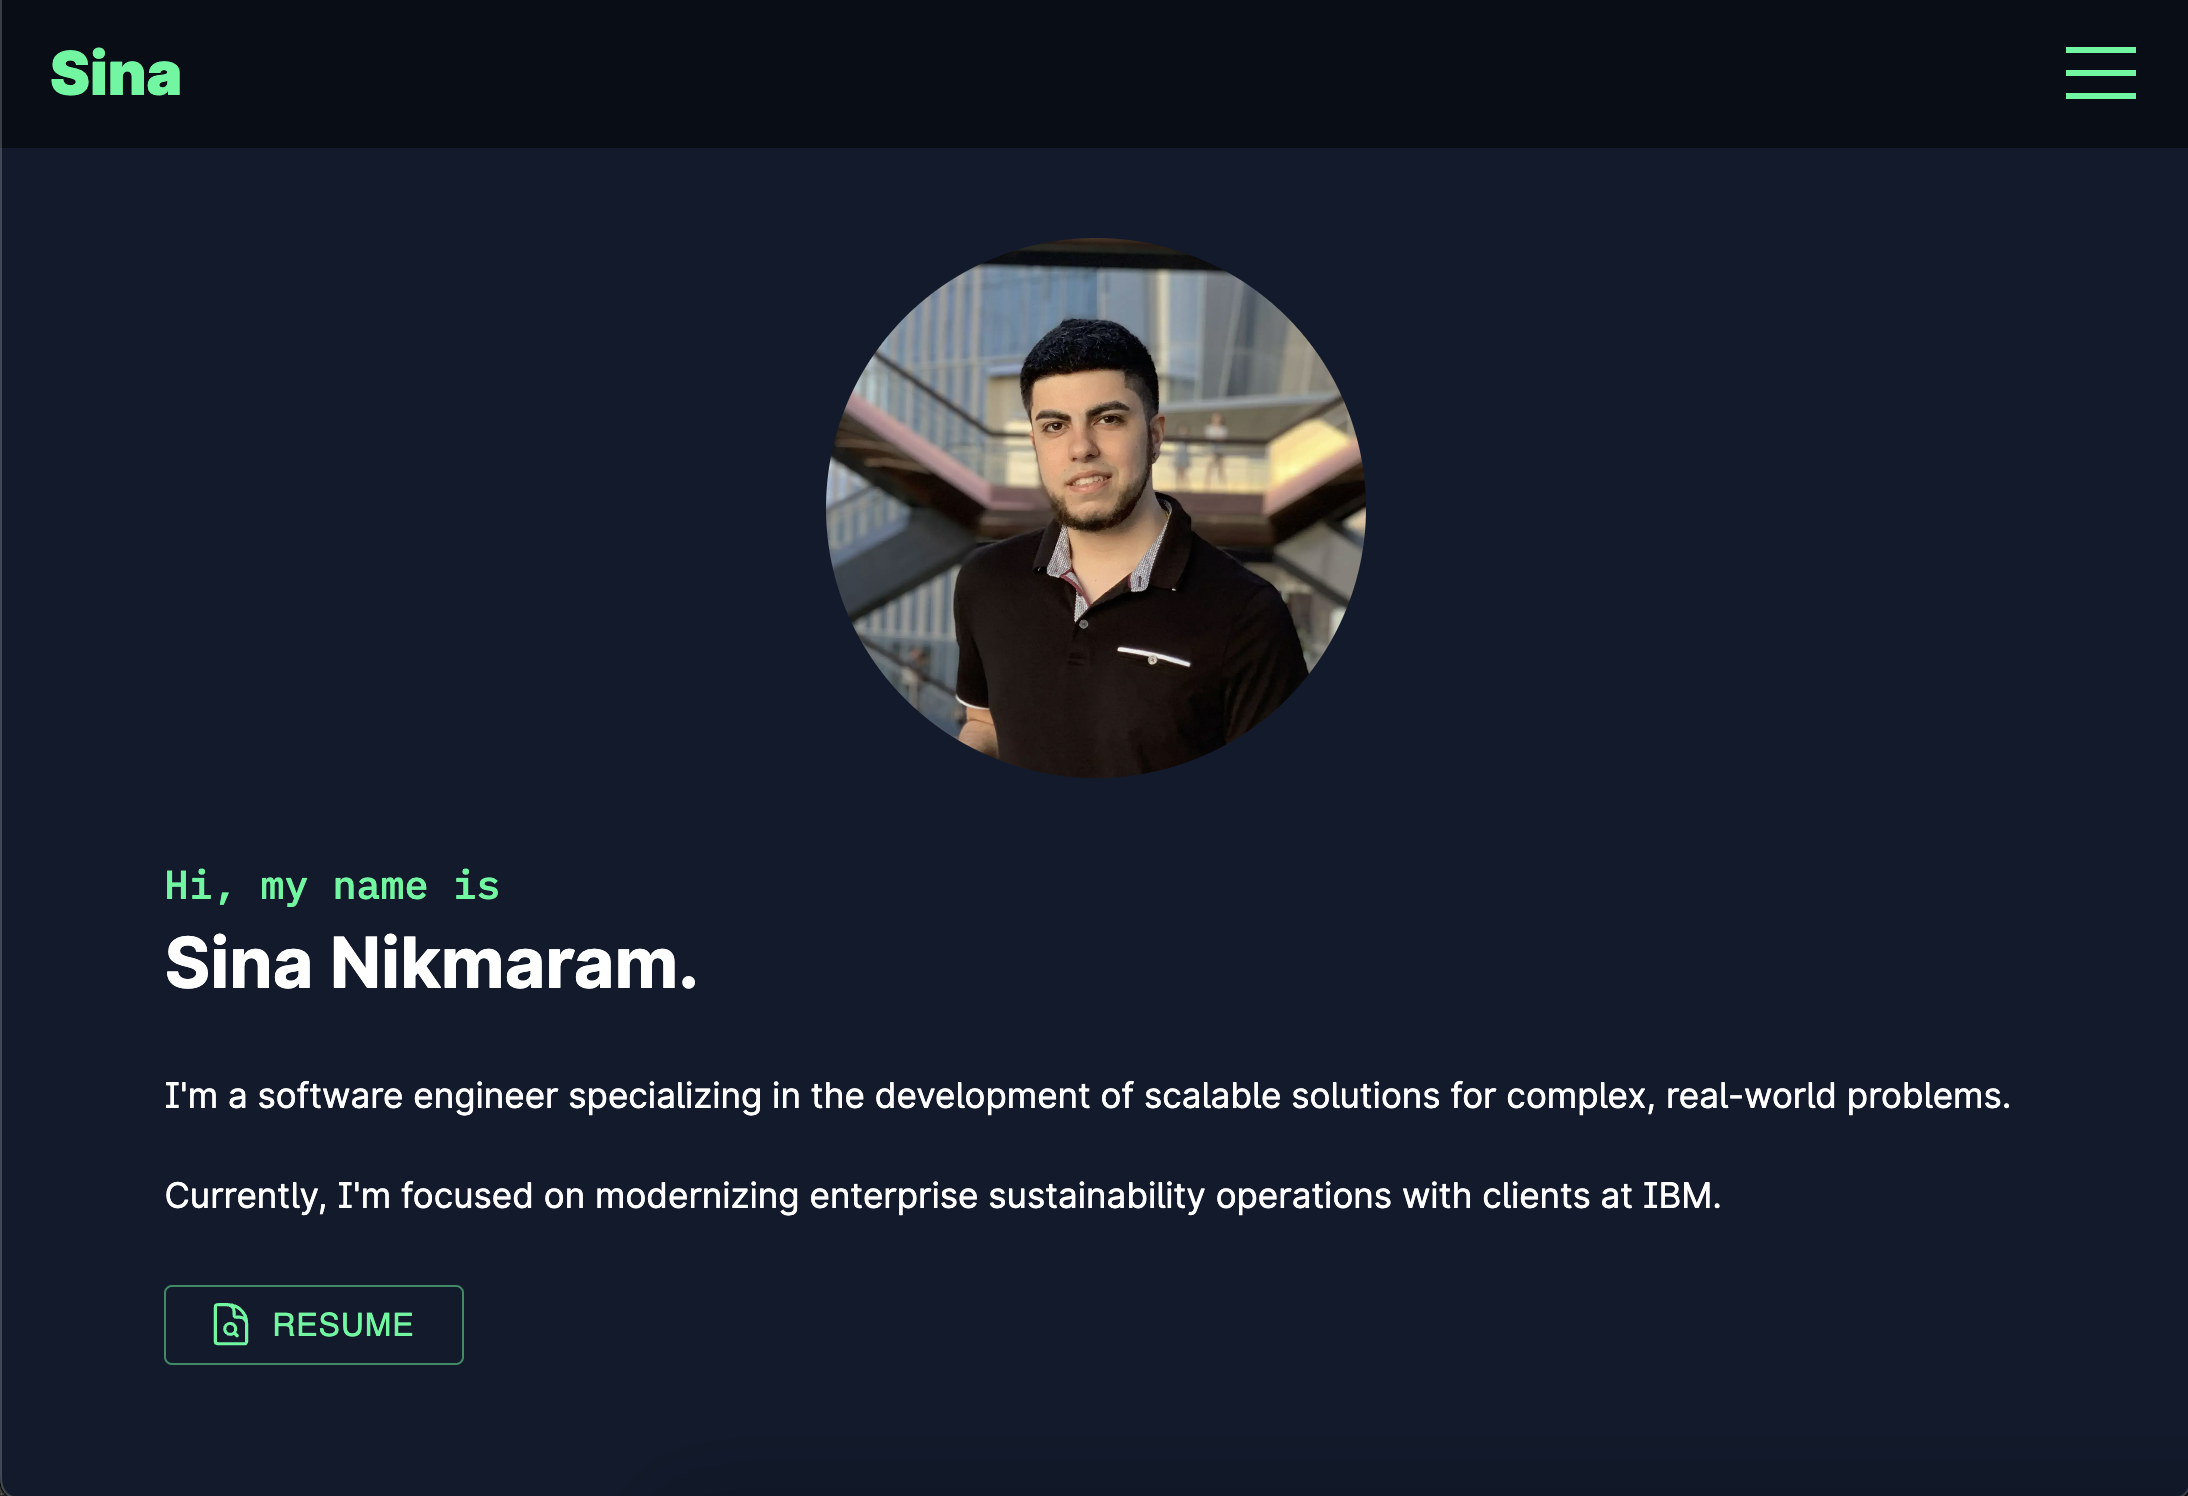 Sina
Hi, my name is
Sina Nikmaram.
I'm a software engineer specializing in the development of scalable solutions for complex, real-world problems.
Currently, I'm focused on modernizing enterprise sustainability operations with clients at IBM.
RESUME